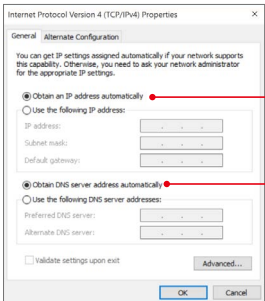 Internet Protocol Version 4 (TCP/IPv4) Properties
General
Alternate Configuration
You can get IP settings assigned automatically if your network supports
this capability. Otherwise, you need to ask your network administrator
for the appropriate IP settings.
Obtain an IP address automatically
Use the following IP address:
IP address:
Subnet mask:
Default gateway:
Obtain DNS server address automatically
Use the following DNS server addresses:
Preferred DNS server:
Alternate DNS server:
Validate settings upon exit
Advanced...
OK
Cancel